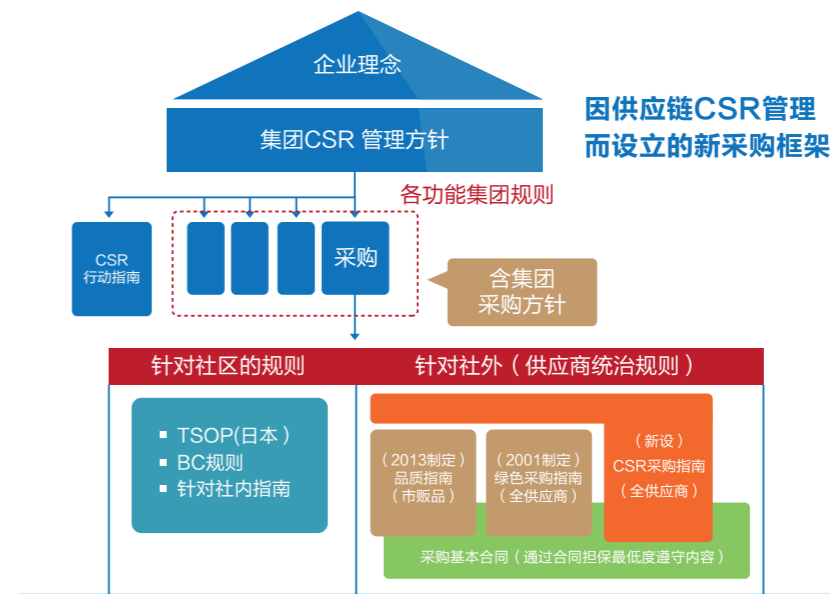 企业理念
集团CSR 管理方针
因供应链CSR管理
而设立的新采购框架
各功能集团规则
CSR
行动指南
采购
含集团
采购方针
针对社区的规则
针对社外（供应商统治规则）
TSOP(日本）
BC规则
针对社内指南
（2013制定）
品质指南
（市贩品）
（2001制定）
绿色采购指南
（全供应商）
（新设）
CSR采购指南
（全供应商）
采购基本合同（通过合同担保最低度遵守内容）